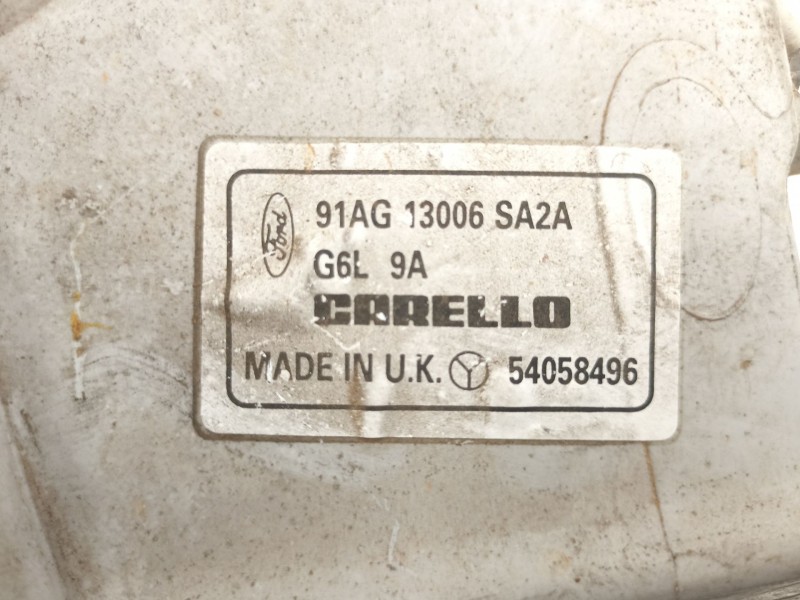 Ford
91AG 13006 SA2A
G6L 9A
CARELLO
MADE IN U.K. 54058496